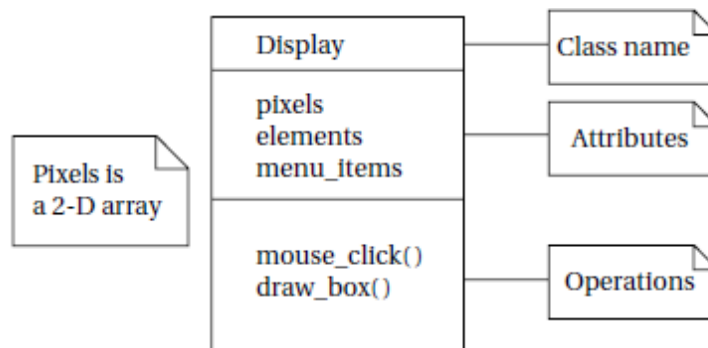 Display
Class name
pixels
elements
menu_items
Attributes
Pixels is
a 2-D array
mouse_click()
draw_box()
Operations